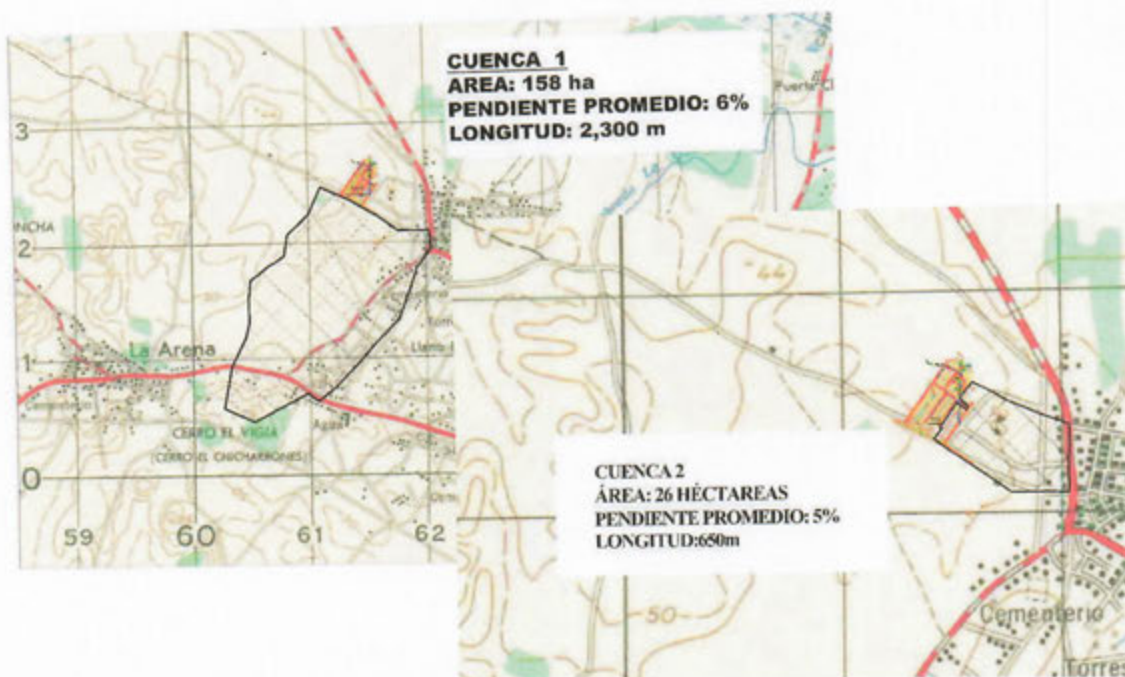 CUENCA 1
AREA: 158 ha
PENDIENTE PROMEDIO: 6%
LONGITUD: 2,300 m
3
2
1
0
59
60
61
62
NCHA
La Arena
CERRO EL VIGIA
(CERRO EL CHICHARRONES)
CUENCA 2
ÁREA: 26 HÉCTAREAS
PENDIENTE PROMEDIO: 5%
LONGITUD:650m
50
Cementerio
Torres